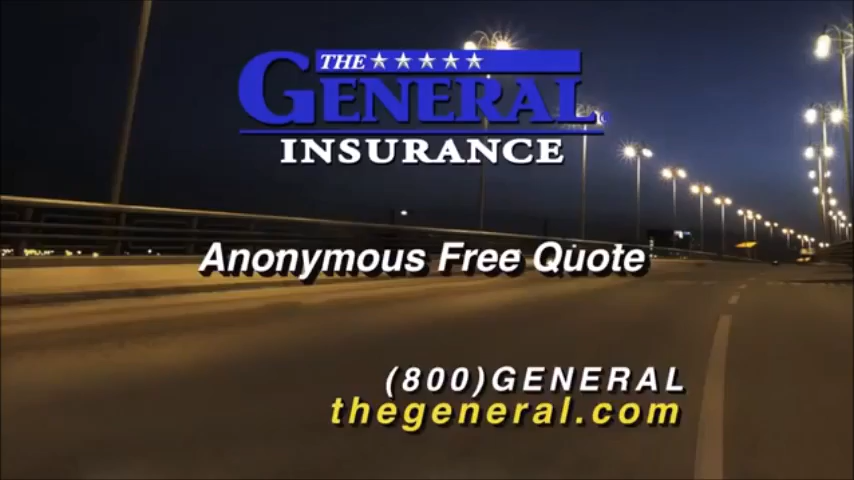 THE ★★★★★
GENERAL®
INSURANCE
Anonymous Free Quote
(800)GENERAL
thegeneral.com